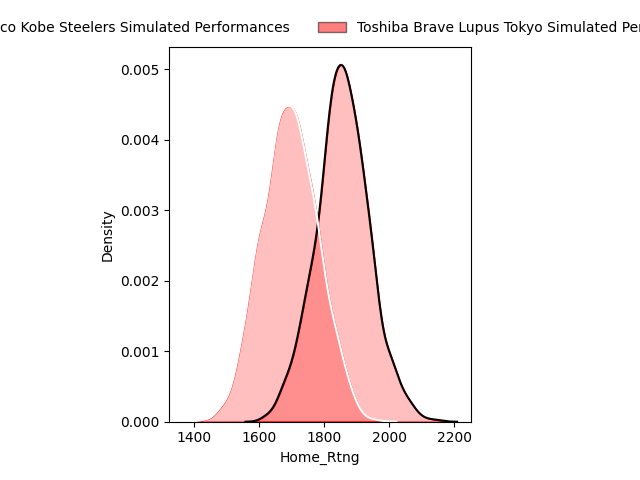 co Kobe Steelers Simulated Performances
Toshiba Brave Lupus Tokyo Simulated Per
0.005
0.004
0.003
0.002
0.001
0.000
Density
1400 1600 1800 2000 2200
Home_Rtng